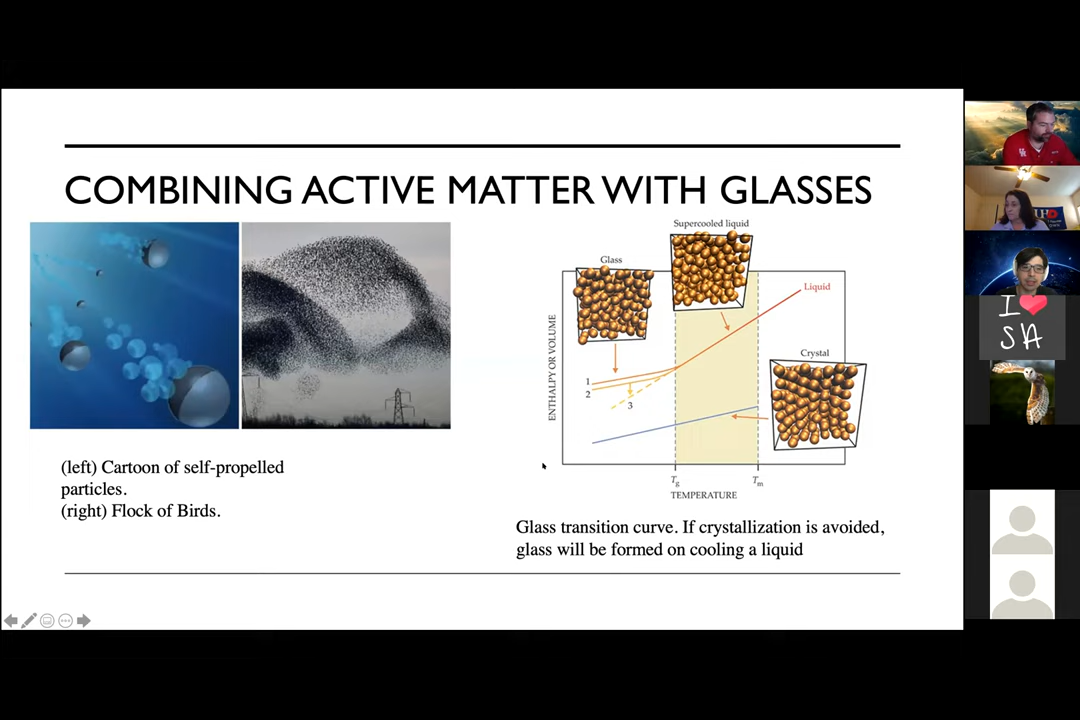 COMBINING ACTIVE MATTER WITH GLASSES
(left) Cartoon of self-propelled
particles.
(right) Flock of Birds.
Supercooled liquid
Glass
Liquid
Crystal
ENTHALPY OR VOLUME
1
2
3
Tg
Tm
TEMPERATURE
Glass transition curve. If crystallization is avoided,
glass will be formed on cooling a liquid
I
SA